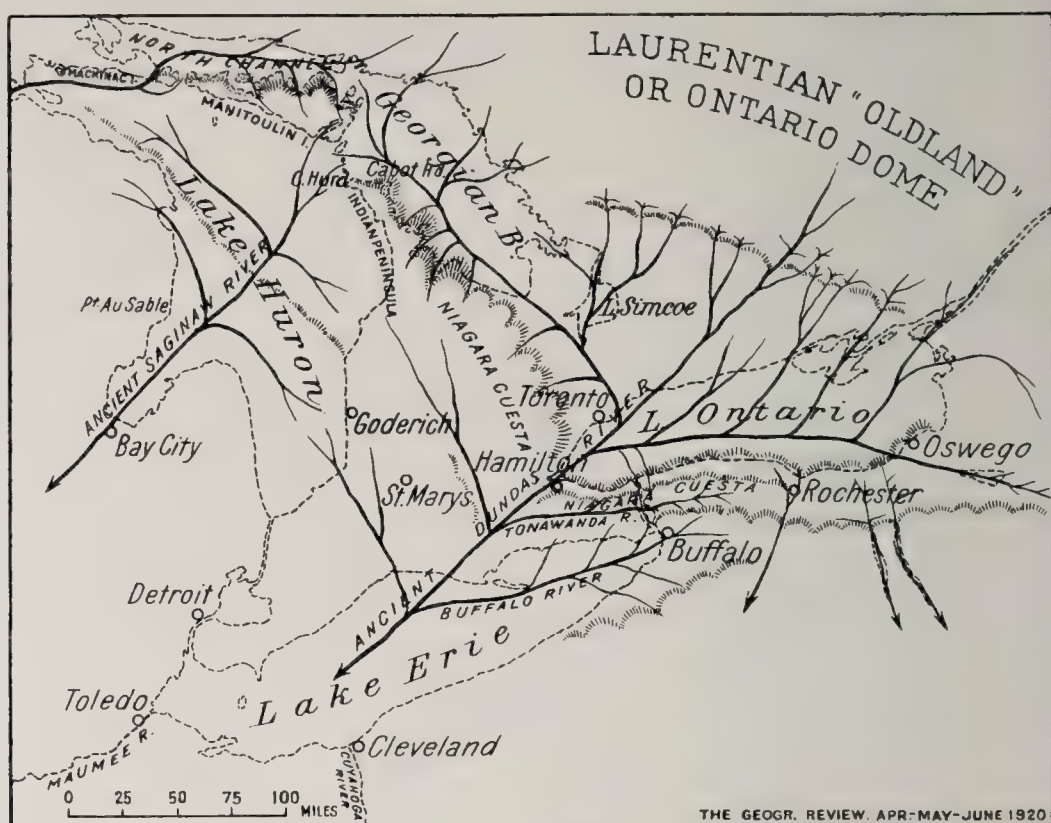 LAURENTIAN "OLDLAND"
OR ONTARIO DOME
NORTH CHANNEL
MACKINAC I.
MANITOULIN I.
Georgian B.
Cabot Hd.
C. Hurd
Lake Huron
INDIAN PENINSULA
L. Simcoe
Pt. Au Sable
ANCIENT SAGINAW RIVER
NIAGARA CUESTA
Toronto
L. Ontario
Goderich
Bay City
Hamilton
Oswego
St. Marys
NIAGARA CUESTA
Rochester
TONAWANDA R.
Buffalo
ANCIENT DUNDAS RIVER
BUFFALO RIVER
Detroit
Lake Erie
Toledo
Cleveland
MAUMEE R.
CUYAHOGA RIVER
0 25 50 75 100 MILES
THE GEOGR. REVIEW. APR.-MAY-JUNE 1920